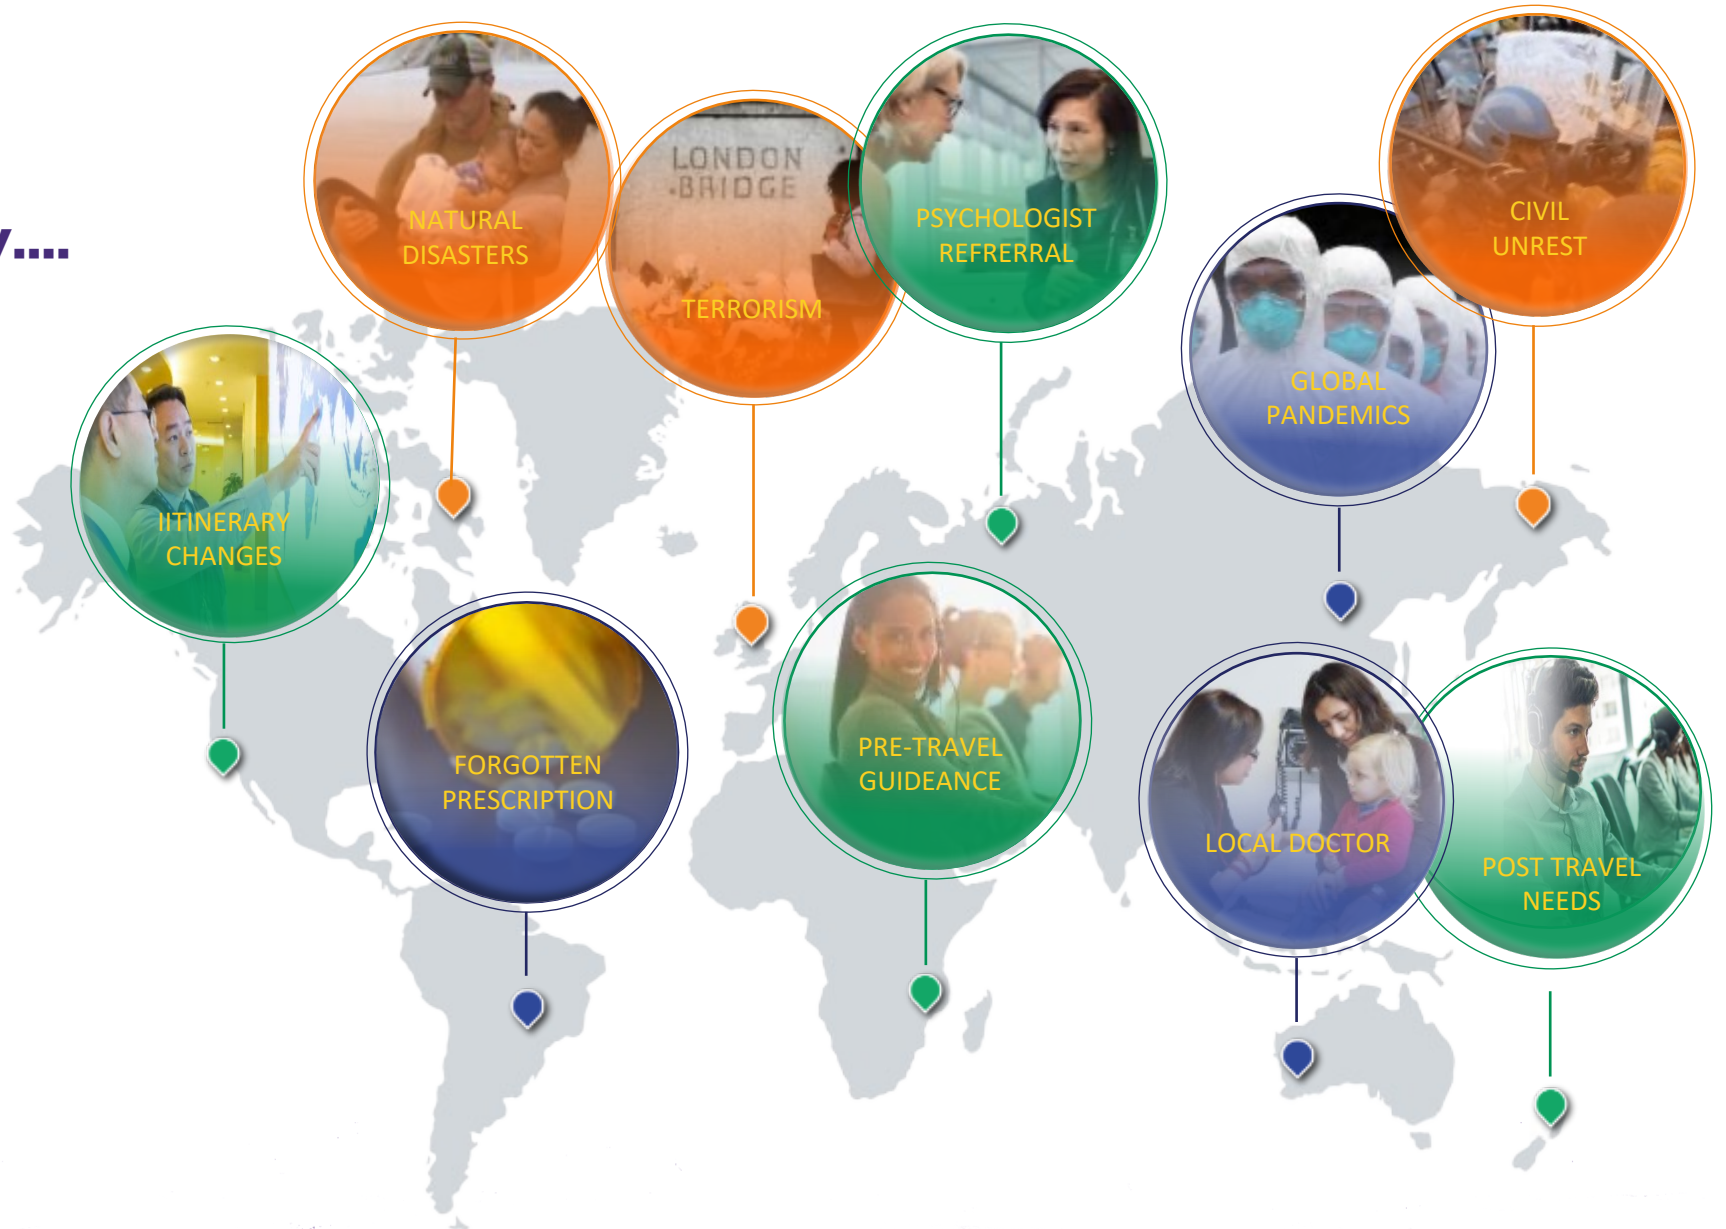 y....
NATURAL
DISASTERS
LONDON
BRIDGE
TERRORISM
PSYCHOLOGIST
REFRERRAL
CIVIL
UNREST
GLOBAL
PANDEMICS
IITINERARY
CHANGES
FORGOTTEN
PRESCRIPTION
PRE-TRAVEL
GUIDEANCE
LOCAL DOCTOR
POST TRAVEL
NEEDS